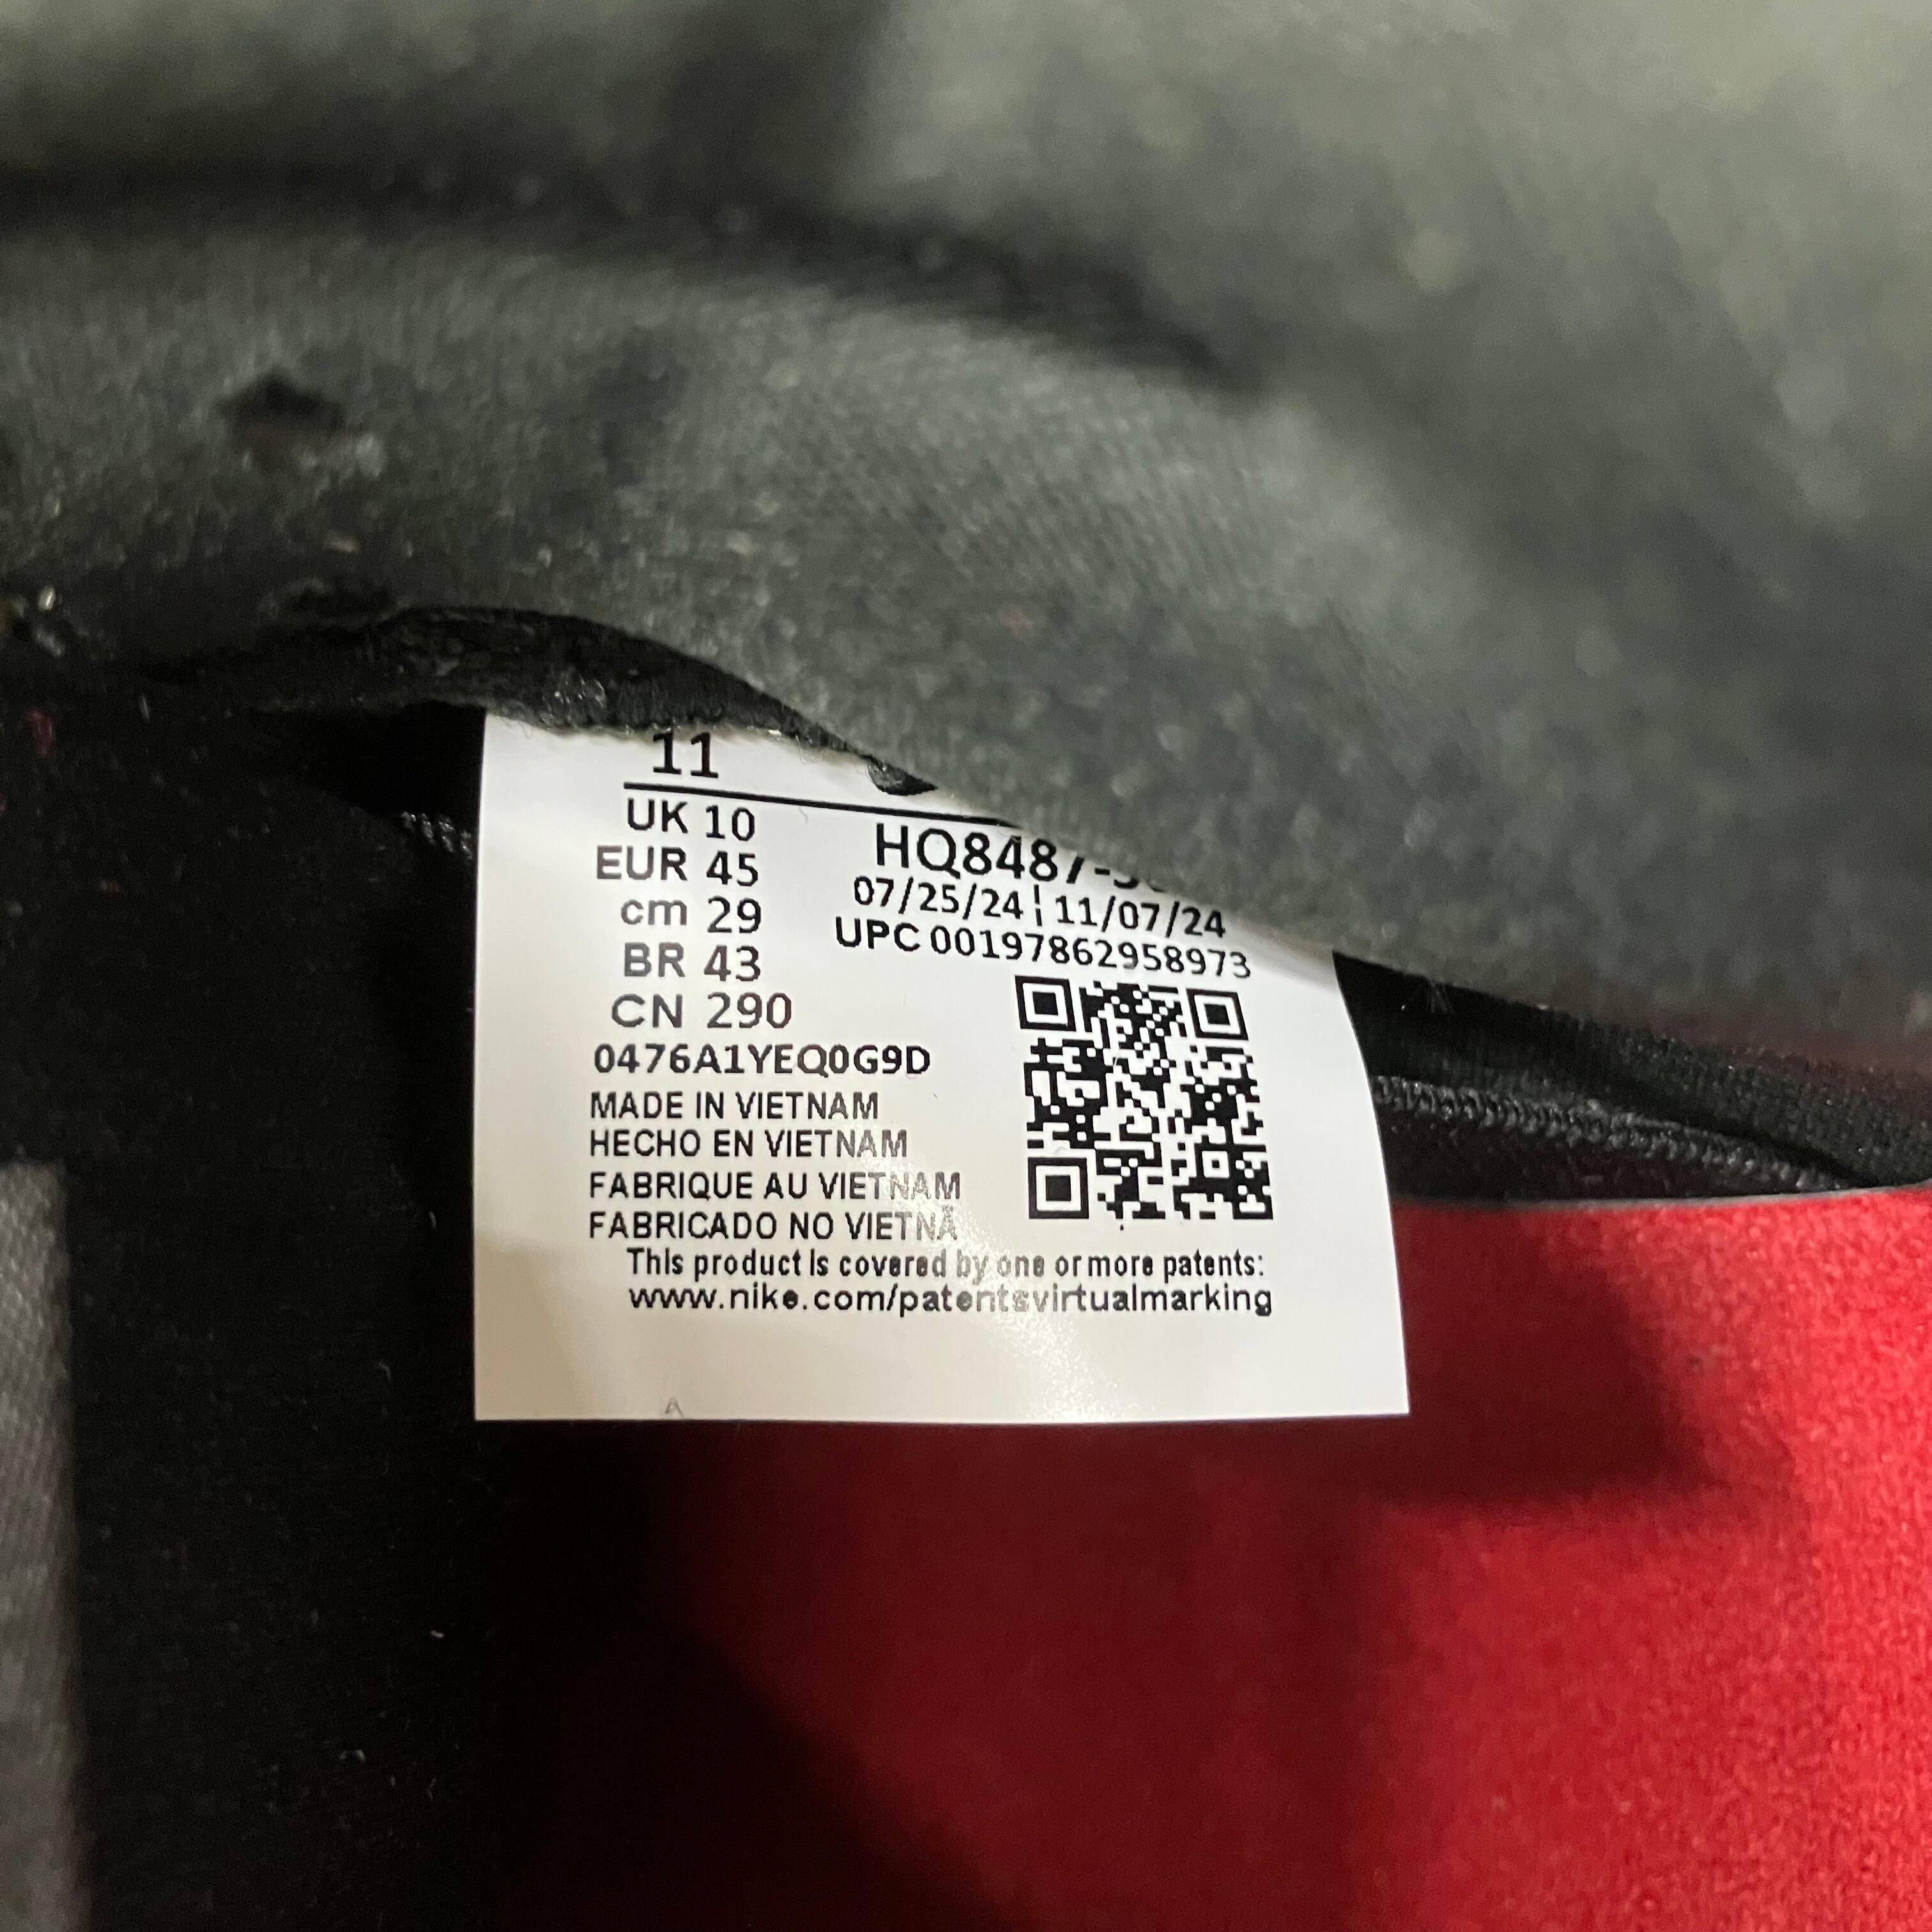 11
UK 10
EUR 45
cm 29
BR 43
CN 290
HQ8487-
07/25/24 ¦ 11/07/24
UPC 00197862958973
0476A1YEQ0G9D
MADE IN VIETNAM
HECHO EN VIETNAM
FABRIQUE AU VIETNAM
FABRICADO NO VIETNÃ
This product is covered by one or more patents:
www.nike.com/patentsvirtualmarking